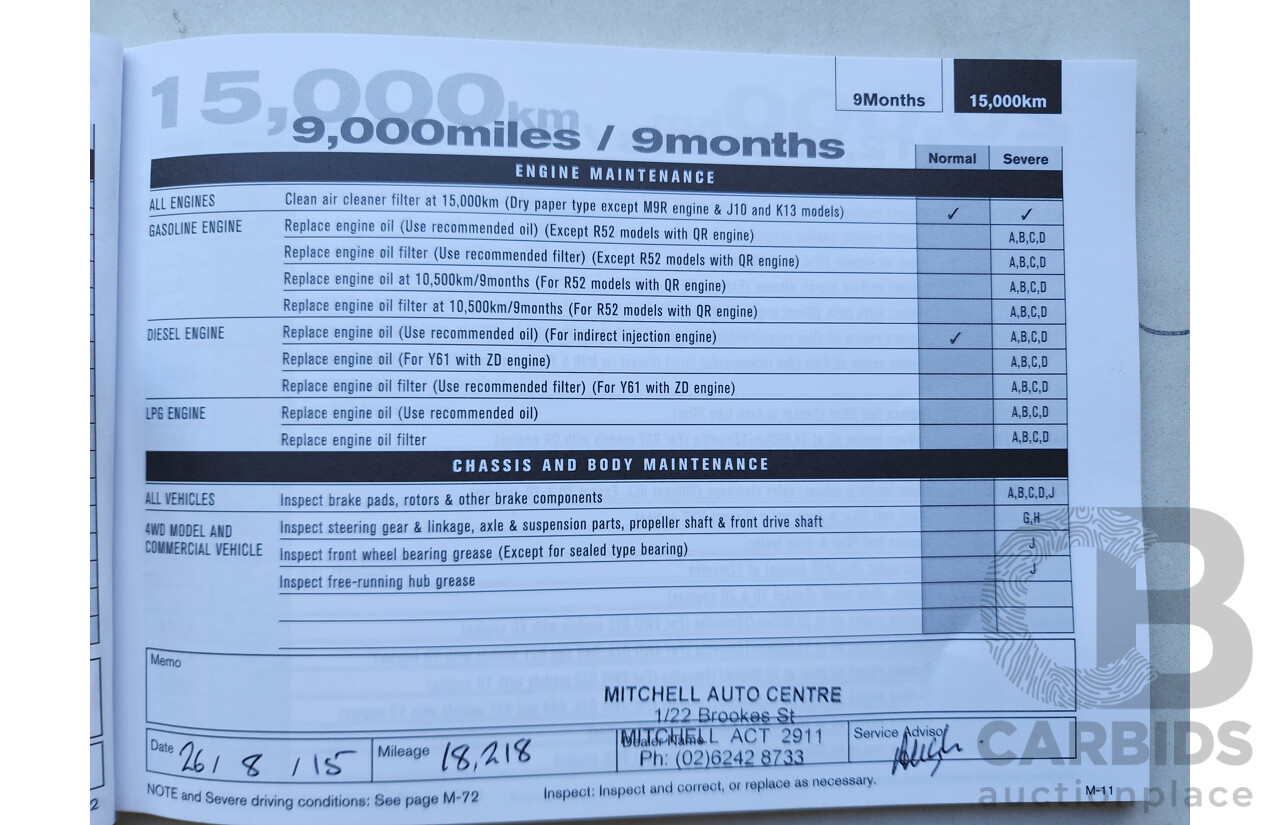 15,000km
9,000miles / 9months
9Months
15,000km
Normal Severe
ENGINE MAINTENANCE
ALL ENGINES Clean air cleaner filter at 15,000km (Dry paper type except M9R engine & J10 and K13 models) ✓ ✓
GASOLINE ENGINE Replace engine oil (Use recommended oil) (Except R52 models with QR engine) A,B,C,D
Replace engine oil filter (Use recommended filter) (Except R52 models with QR engine) A,B,C,D
Replace engine oil at 10,500km/9months (For R52 models with QR engine) A,B,C,D
Replace engine oil filter at 10,500km/9months (For R52 models with QR engine) A,B,C,D
DIESEL ENGINE Replace engine oil (Use recommended oil) (For indirect injection engine) ✓ A,B,C,D
Replace engine oil (For Y61 with ZD engine) A,B,C,D
Replace engine oil filter (Use recommended filter) (For Y61 with ZD engine) A,B,C,D
LPG ENGINE Replace engine oil (Use recommended oil) A,B,C,D
Replace engine oil filter A,B,C,D
CHASSIS AND BODY MAINTENANCE
ALL VEHICLES Inspect brake pads, rotors & other brake components A,B,C,D,J
4WD MODEL AND
COMMERCIAL VEHICLE
Inspect steering gear & linkage, axle & suspension parts, propeller shaft & front drive shaft G,H
Inspect front wheel bearing grease (Except for sealed type bearing) J
Inspect free-running hub grease J
Memo
MITCHELL AUTO CENTRE
1/22 Brookes St
MITCHELL ACT 2911
Ph: (02)6242 8733
Date 26 / 8 / 15
Mileage 18,218
Dealer Name
Service Advisor
NOTE and Severe driving conditions: See page M-72
Inspect: Inspect and correct, or replace as necessary.
M-11
2
CB
CARBIDS
auctionplace